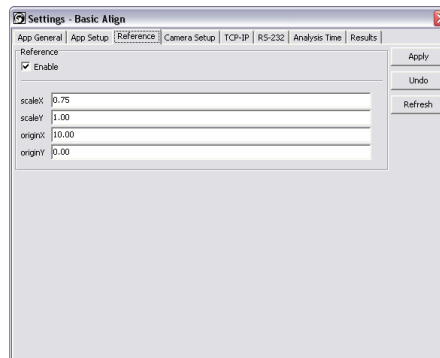 Settings - Basic Align
App General App Setup Reference Camera Setup TCP-IP RS-232 Analysis Time Results
Reference
Enable
scaleX 0.75
scaleY 1.00
originX 10.00
originY 0.00
Apply
Undo
Refresh